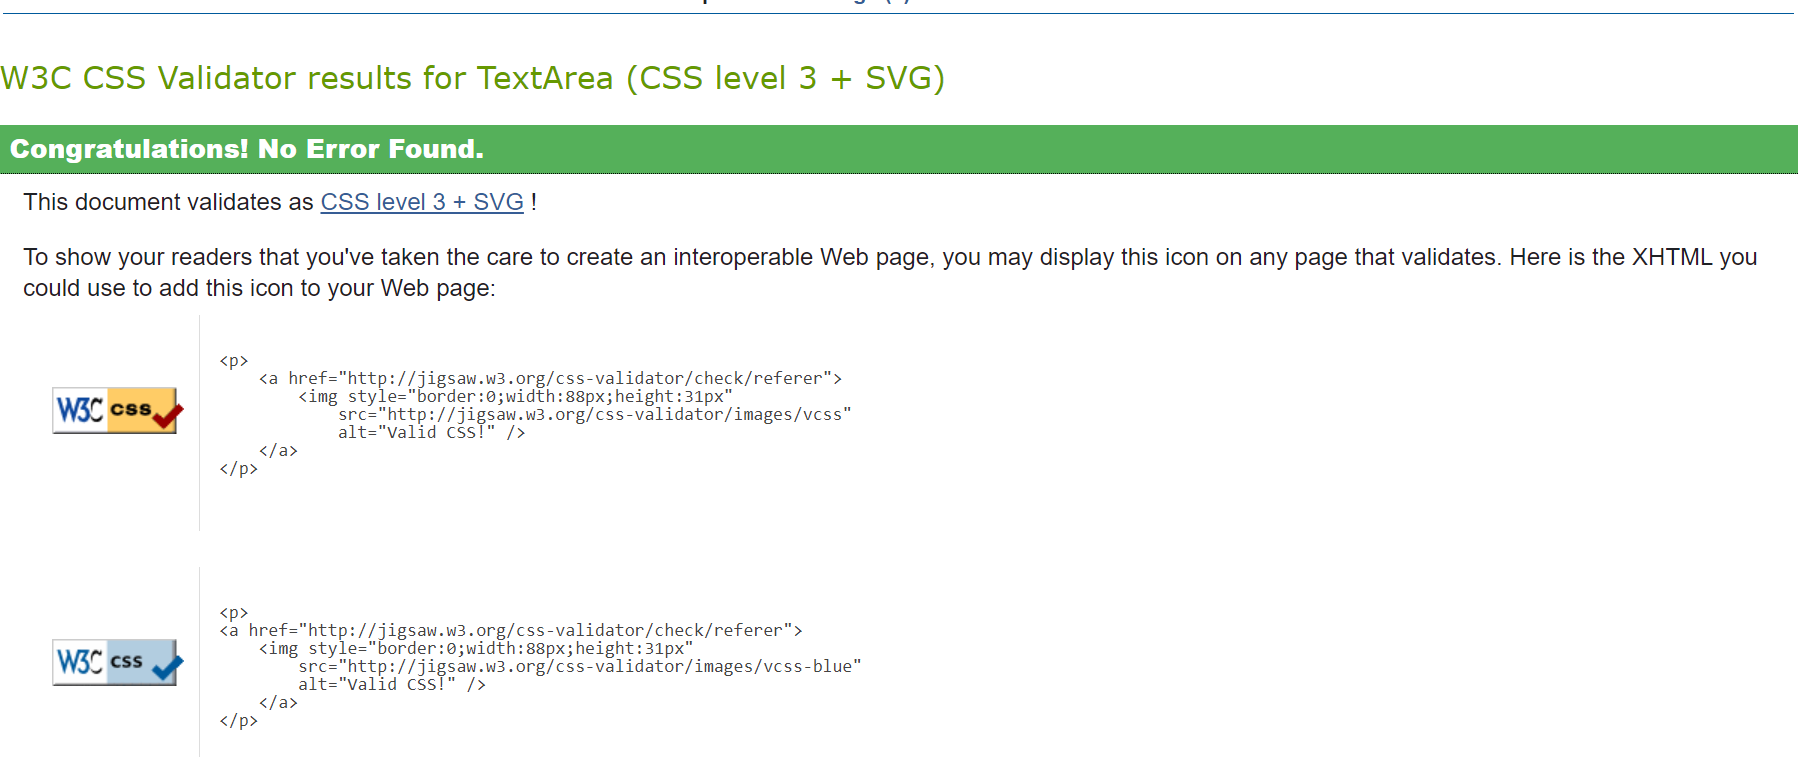 W3C CSS Validator results for TextArea (CSS level 3 + SVG)
Congratulations! No Error Found.
This document validates as CSS level 3 + SVG !
To show your readers that you've taken the care to create an interoperable Web page, you may display this icon on any page that validates. Here is the XHTML you
could use to add this icon to your Web page:
W3C css
<p>
    <a href="http://jigsaw.w3.org/css-validator/check/referer">
        <img style="border:0;width:88px;height:31px"
            src="http://jigsaw.w3.org/css-validator/images/vcss"
            alt="Valid CSS!" />
    </a>
</p>
W3C css
<p>
<a href="http://jigsaw.w3.org/css-validator/check/referer">
    <img style="border:0;width:88px;height:31px"
        src="http://jigsaw.w3.org/css-validator/images/vcss-blue"
        alt="Valid CSS!" />
    </a>
</p>